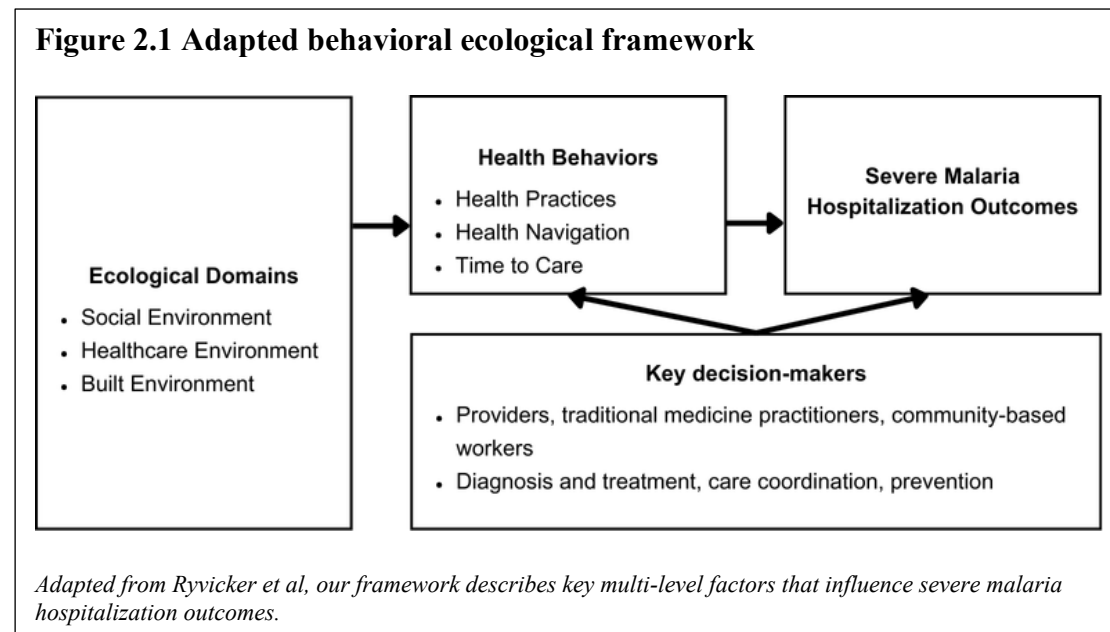 Figure 2.1 Adapted behavioral ecological framework
Ecological Domains
• Social Environment
• Healthcare Environment
• Built Environment
Health Behaviors
• Health Practices
• Health Navigation
• Time to Care
Severe Malaria
Hospitalization Outcomes
Key decision-makers
• Providers, traditional medicine practitioners, community-based
workers
• Diagnosis and treatment, care coordination, prevention
Adapted from Ryvicker et al, our framework describes key multi-level factors that influence severe malaria
hospitalization outcomes.